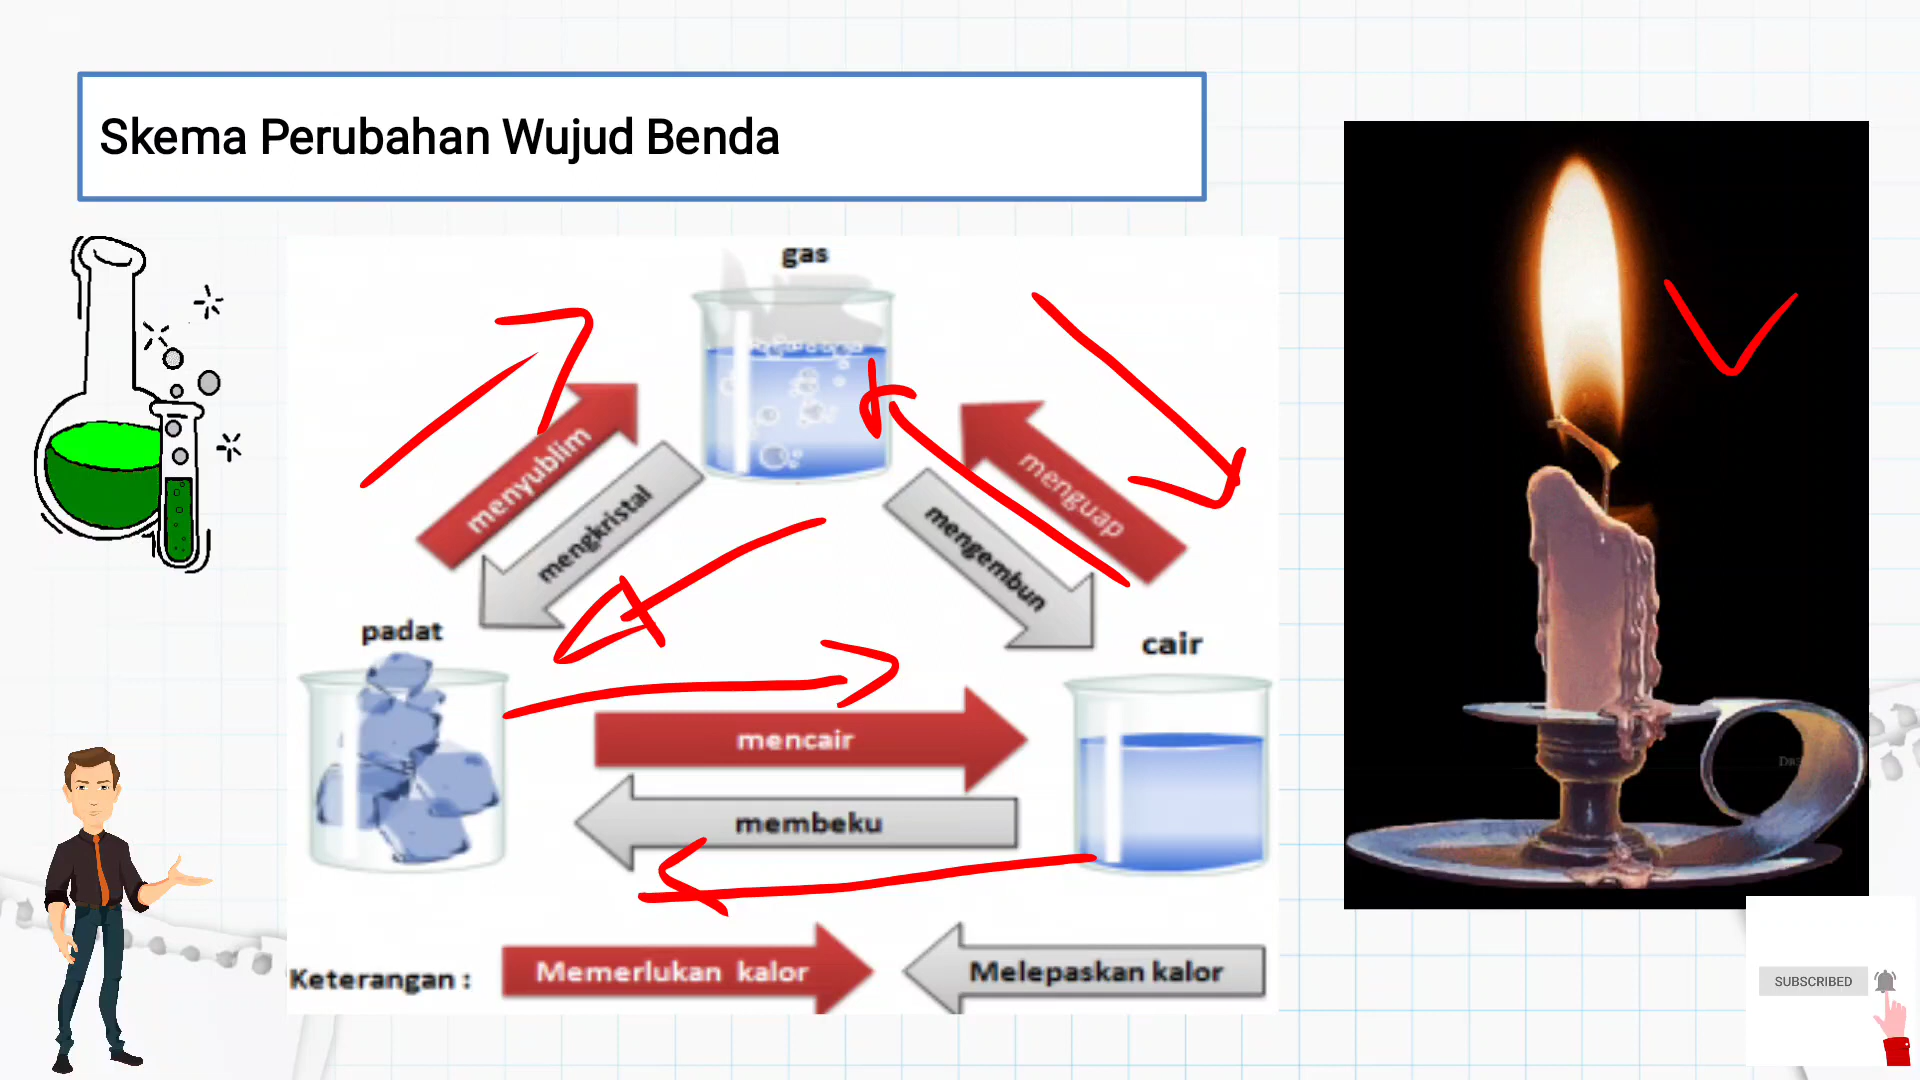 Skema Perubahan Wujud Benda
gas
menyublim
mengkristal
menguap
mengembun
padat
cair
mencair
membeku
Keterangan :
Memerlukan kalor
Melepaskan kalor
SUBSCRIBED